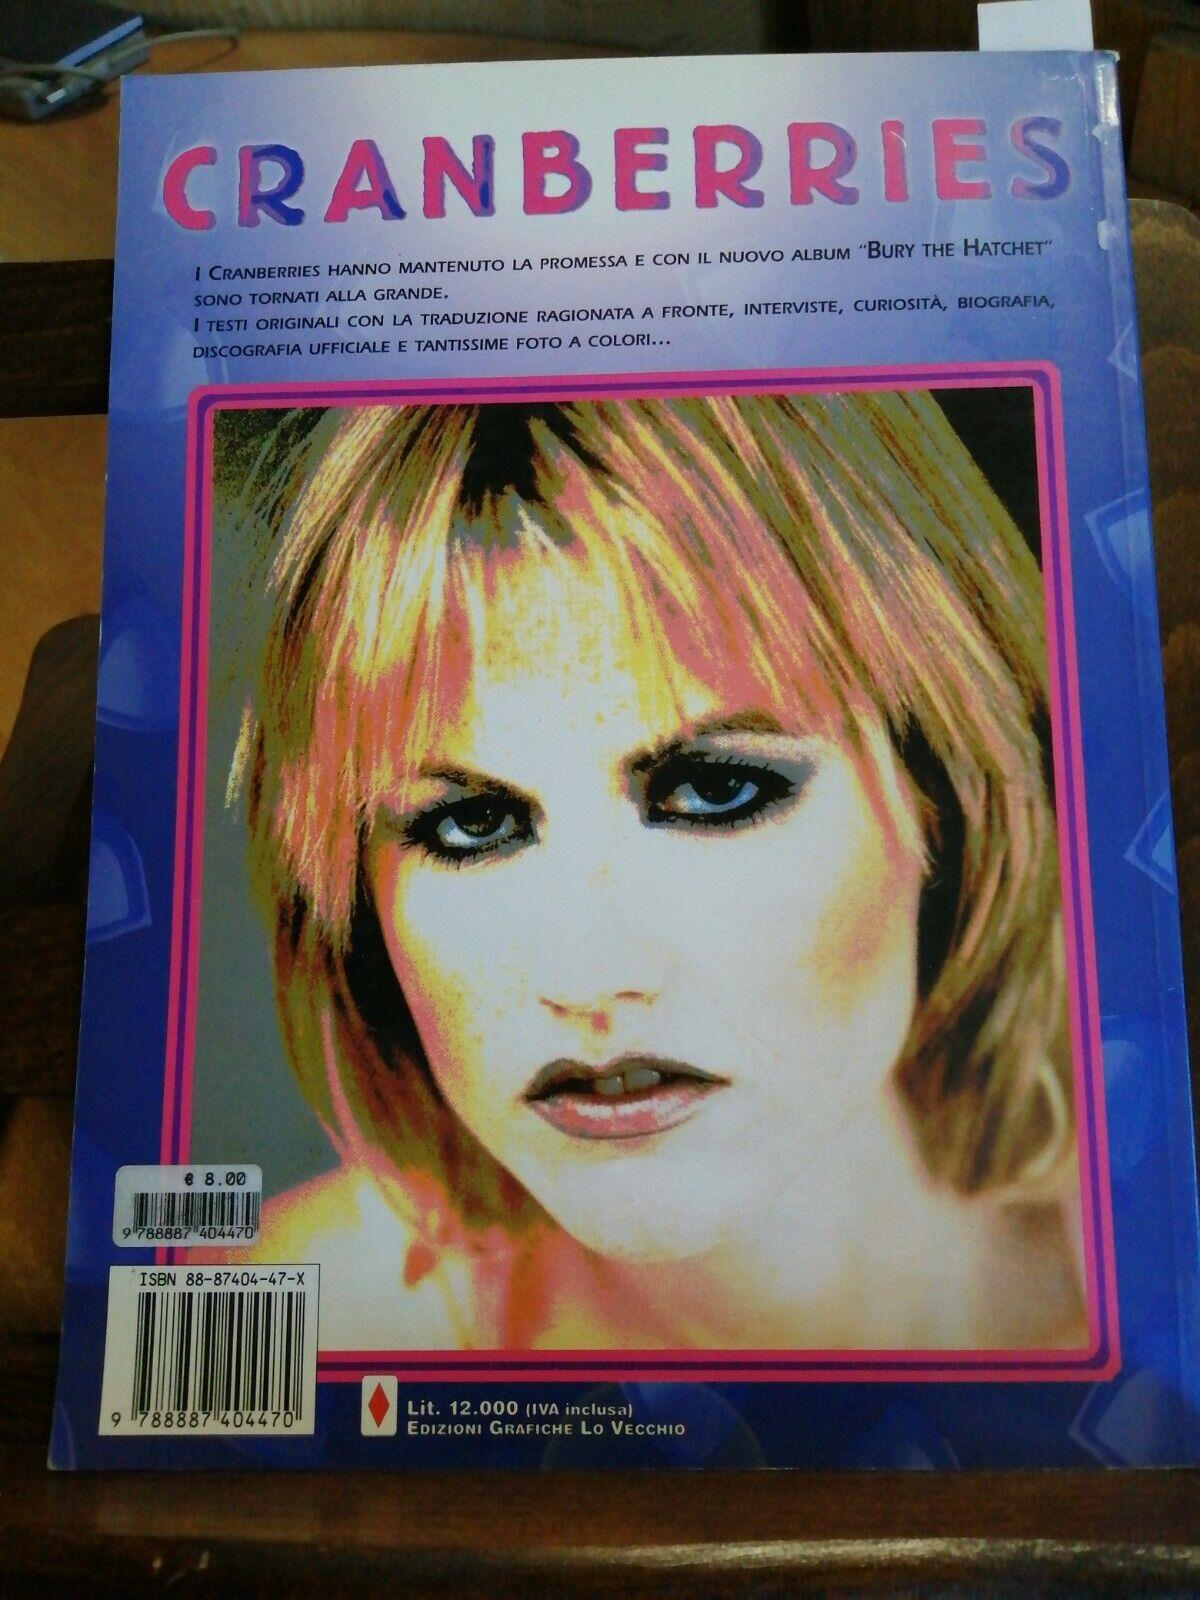 CRANBERRIES
I CRANBERRIES HANNO MANTENUTO LA PROMESSA E CON IL NUOVO ALBUM “BURY THE HATCHET”
SONO TORNATI ALLA GRANDE.
I TESTI ORIGINALI CON LA TRADUZIONE RAGIONATA A FRONTE, INTERVISTE, CURIOSITÀ, BIOGRAFIA,
DISCOGRAFIA UFFICIALE E TANTISSIME FOTO A COLORI...
€ 8.00
9 788887 404470
ISBN 88-87404-47-X
9 788887 404470
Lit. 12.000 (IVA inclusa)
EDIZIONI GRAFICHE LO VECCHIO